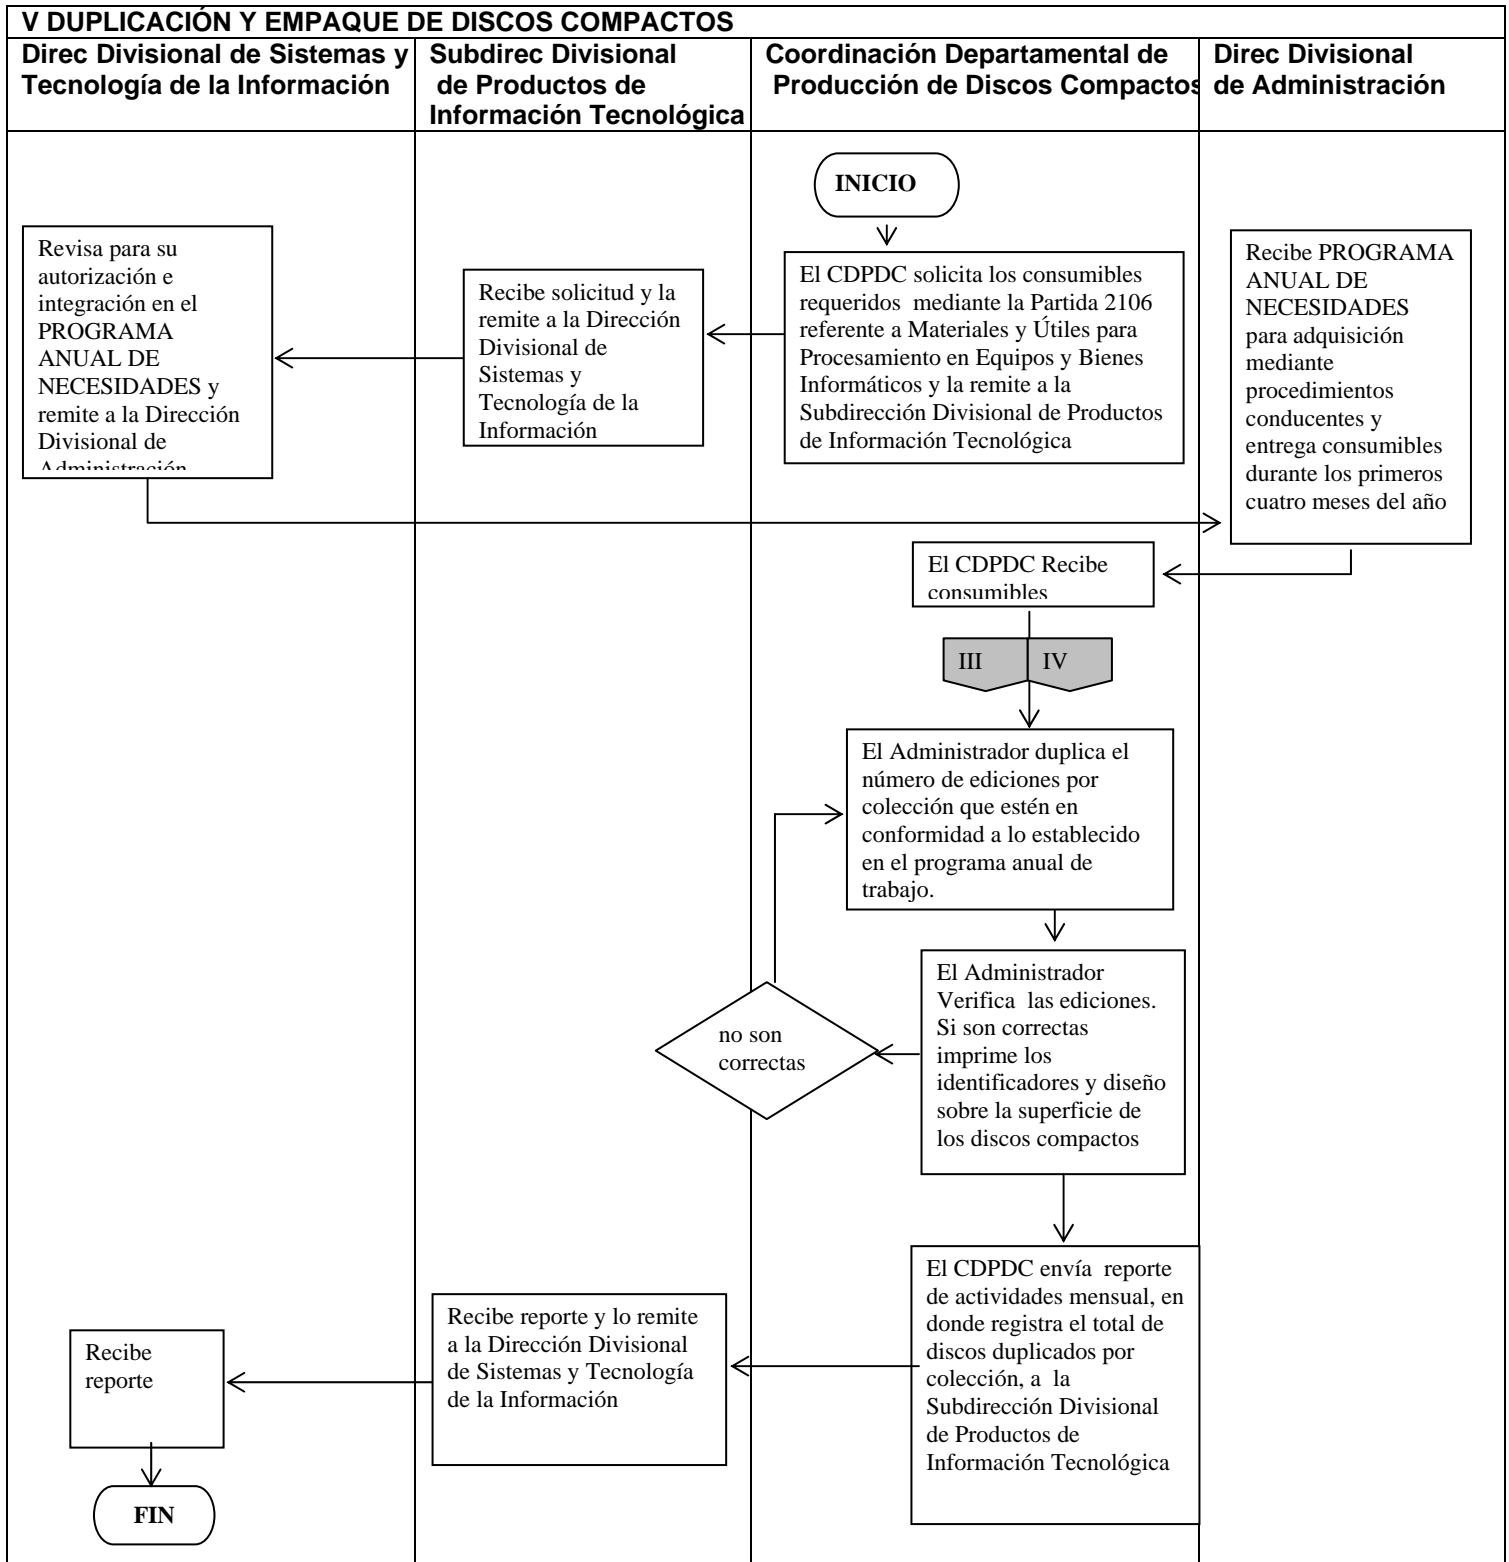 V DUPLICACIÓN Y EMPAQUE DE DISCOS COMPACTOS
Direc Divisional de Sistemas y
Tecnología de la Información
Subdirec Divisional
de Productos de
Información Tecnológica
Coordinación Departamental de
Producción de Discos Compactos
Direc Divisional
de Administración
INICIO
El CDPDC solicita los consumibles
requeridos mediante la Partida 2106
referente a Materiales y Útiles para
Procesamiento en Equipos y Bienes
Informáticos y la remite a la
Subdirección Divisional de Productos
de Información Tecnológica
Recibe solicitud y la
remite a la Dirección
Divisional de
Sistemas y
Tecnología de la
Información
Revisa para su
autorización e
integración en el
PROGRAMA
ANUAL DE
NECESIDADES y
remite a la Dirección
Divisional de
Administración
Recibe PROGRAMA
ANUAL DE
NECESIDADES
para adquisición
mediante
procedimientos
conducentes y
entrega consumibles
durante los primeros
cuatro meses del año
El CDPDC Recibe
consumibles
III
IV
El Administrador duplica el
número de ediciones por
colección que estén en
conformidad a lo establecido
en el programa anual de
trabajo.
El Administrador
Verifica las ediciones.
Si son correctas
imprime los
identificadores y diseño
sobre la superficie de
los discos compactos
no son
correctas
El CDPDC envía reporte
de actividades mensual, en
donde registra el total de
discos duplicados por
colección, a la
Subdirección Divisional
de Productos de
Información Tecnológica
Recibe reporte y lo remite
a la Dirección Divisional
de Sistemas y Tecnología
de la Información
Recibe
reporte
FIN